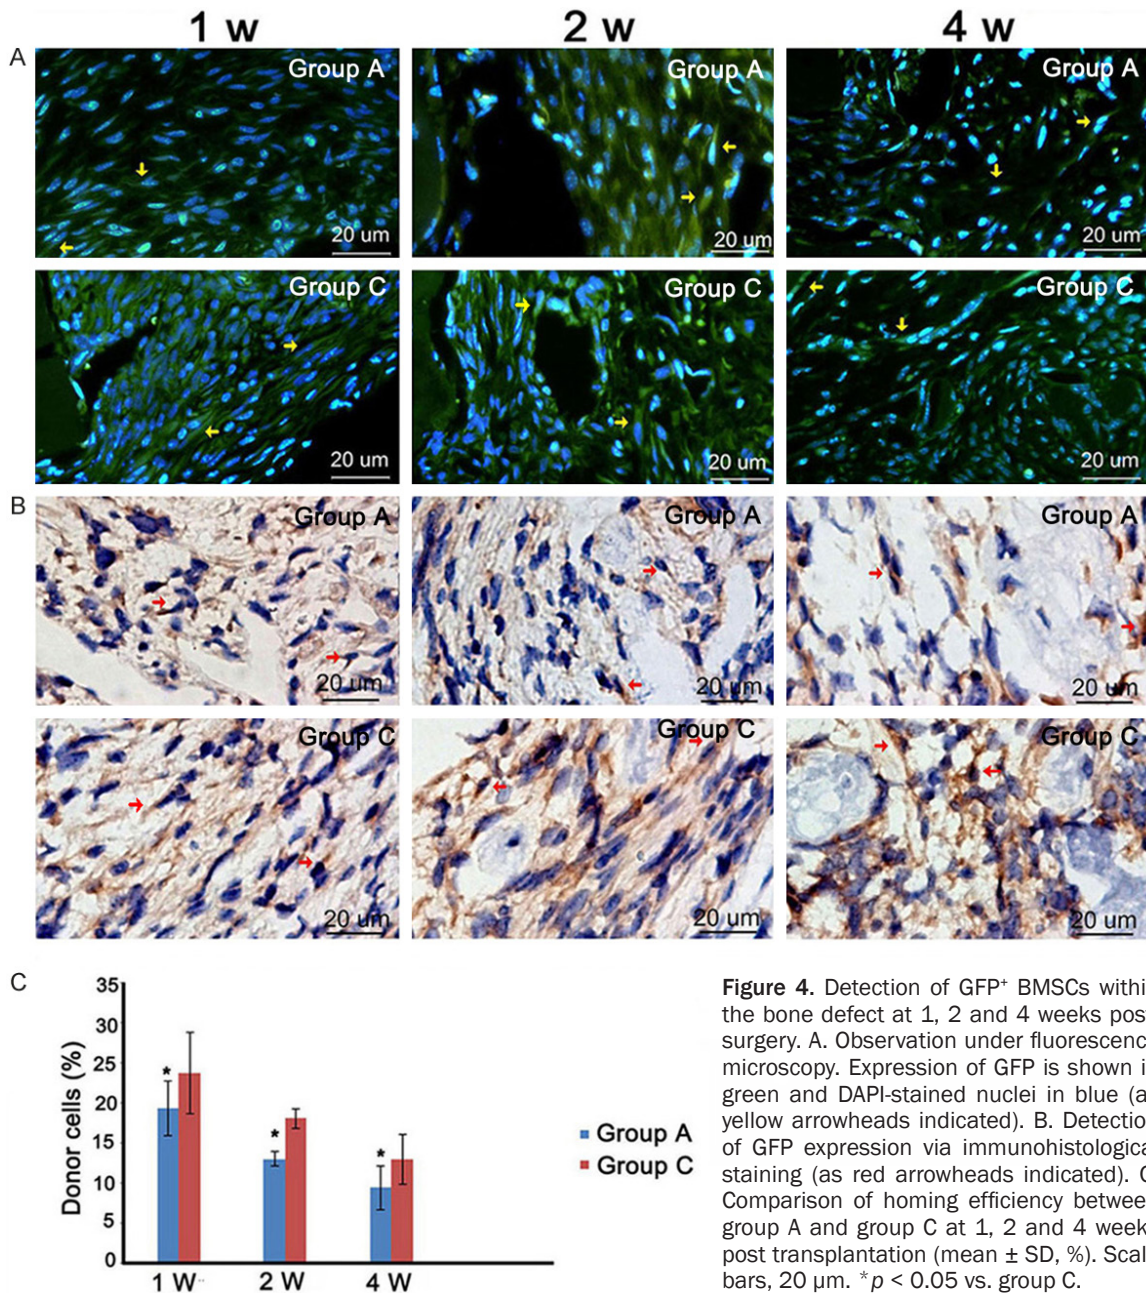 1 w 2 w 4 w
A
Group A Group A Group A
20 um 20 um 20 um
Group C Group C Group C
20 um 20 um 20 um
B
Group A Group A Group A
20 um 20 um 20 um
Group C Group C Group C
20 um 20 um 20 um
C
Donor cells (%)
35
30
25
20
15
10
5
0
* * *
1 W 2 W 4 W
Group A
Group C
Figure 4. Detection of GFP⁺ BMSCs withi
the bone defect at 1, 2 and 4 weeks pos
surgery. A. Observation under fluorescenc
microscopy. Expression of GFP is shown i
green and DAPI-stained nuclei in blue (a
yellow arrowheads indicated). B. Detectio
of GFP expression via immunohistologica
staining (as red arrowheads indicated). C
Comparison of homing efficiency betwee
group A and group C at 1, 2 and 4 week
post transplantation (mean ± SD, %). Scal
bars, 20 µm. *p < 0.05 vs. group C.